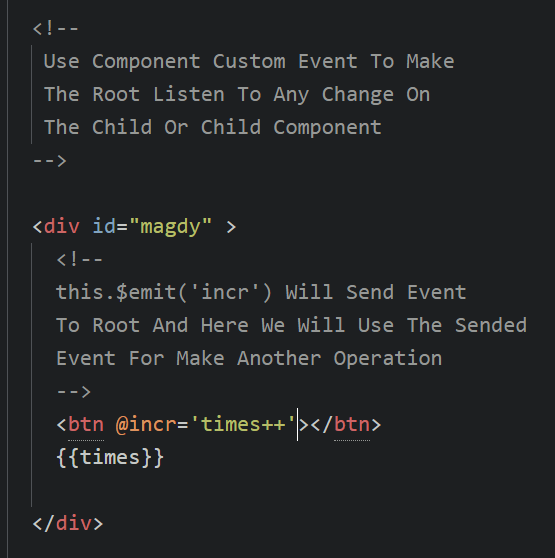 <!--
Use Component Custom Event To Make
The Root Listen To Any Change On
The Child Or Child Component
-->
<div id="magdy" >
<!--
this.$emit('incr') Will Send Event
To Root And Here We Will Use The Sended
Event For Make Another Operation
-->
<btn @incr='times++'></btn>
{{times}}
</div>